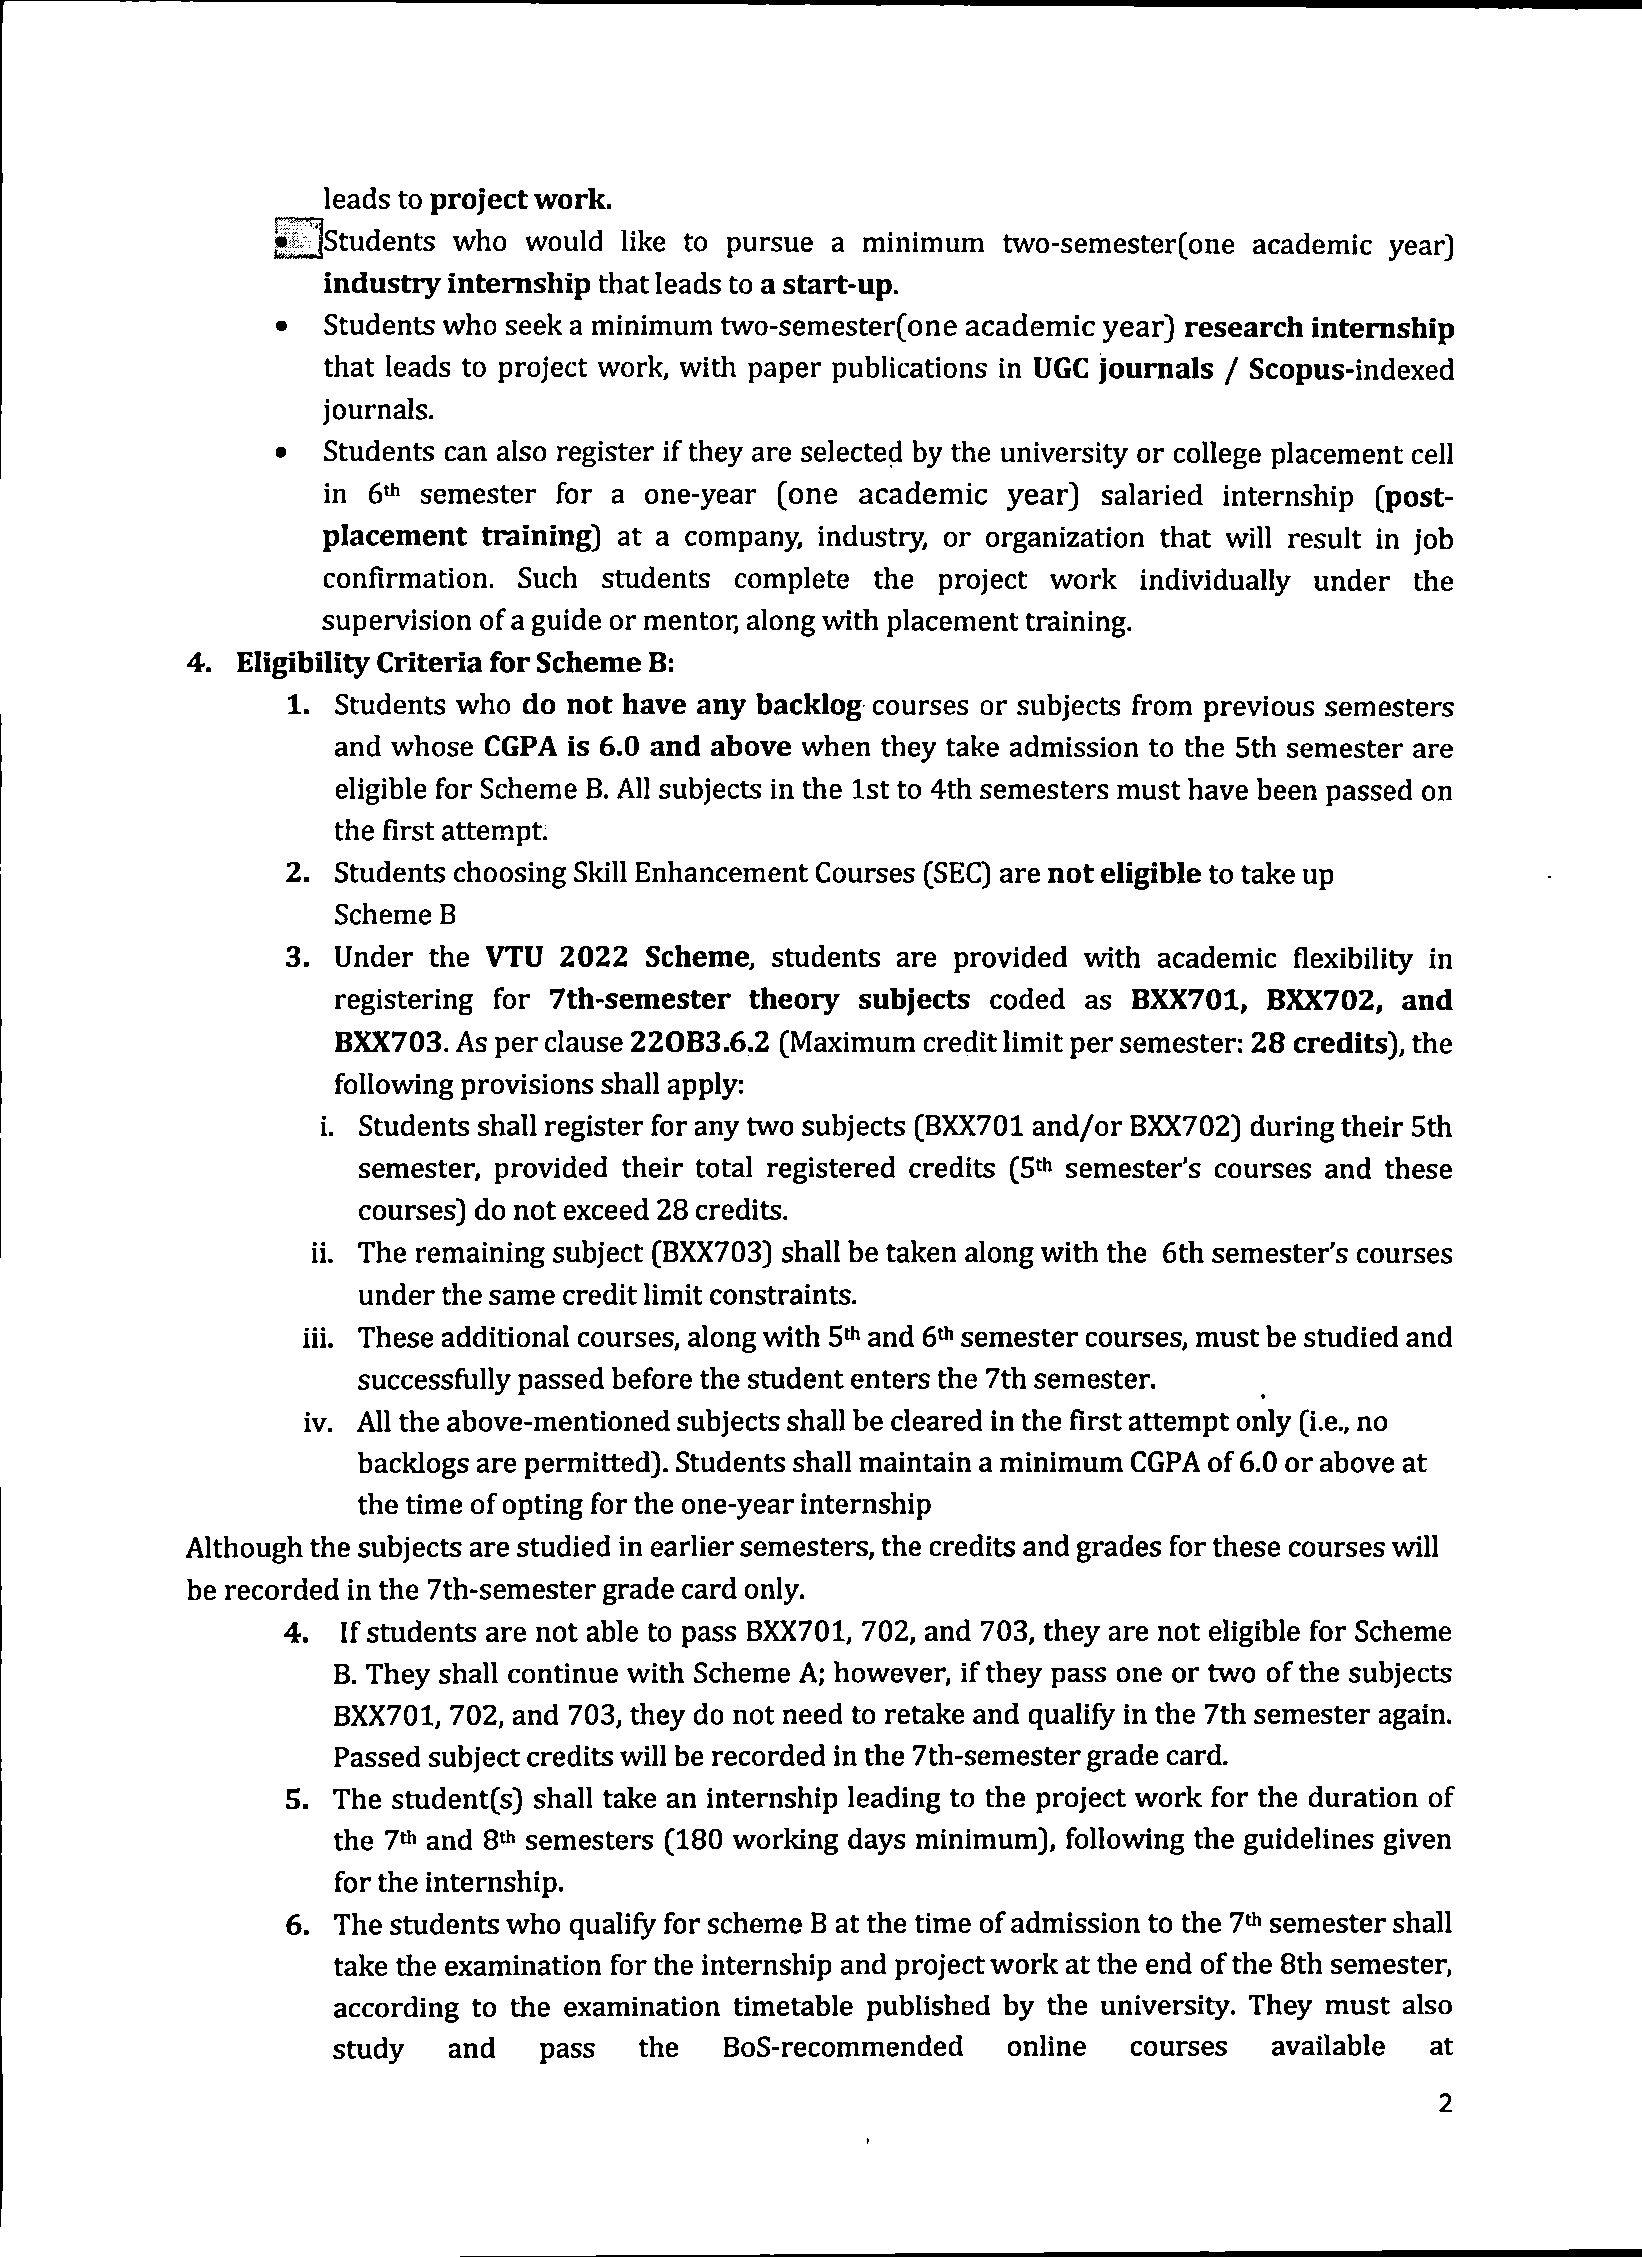 leads to project work.
• Students who would like to pursue a minimum two-semester(one academic year)
industry internship that leads to a start-up.
• Students who seek a minimum two-semester(one academic year) research internship
that leads to project work, with paper publications in UGC journals / Scopus-indexed
journals.
• Students can also register if they are selected by the university or college placement cell
in 6th semester for a one-year (one academic year) salaried internship (post-
placement training) at a company, industry, or organization that will result in job
confirmation. Such students complete the project work individually under the
supervision of a guide or mentor, along with placement training.
4. Eligibility Criteria for Scheme B:
1. Students who do not have any backlog courses or subjects from previous semesters
and whose CGPA is 6.0 and above when they take admission to the 5th semester are
eligible for Scheme B. All subjects in the 1st to 4th semesters must have been passed on
the first attempt.
2. Students choosing Skill Enhancement Courses (SEC) are not eligible to take up
Scheme B
3. Under the VTU 2022 Scheme, students are provided with academic flexibility in
registering for 7th-semester theory subjects coded as BXX701, BXX702, and
BXX703. As per clause 22OB3.6.2 (Maximum credit limit per semester: 28 credits), the
following provisions shall apply:
i. Students shall register for any two subjects (BXX701 and/or BXX702) during their 5th
semester, provided their total registered credits (5th semester's courses and these
courses) do not exceed 28 credits.
ii. The remaining subject (BXX703) shall be taken along with the 6th semester's courses
under the same credit limit constraints.
iii. These additional courses, along with 5th and 6th semester courses, must be studied and
successfully passed before the student enters the 7th semester.
iv. All the above-mentioned subjects shall be cleared in the first attempt only (i.e., no
backlogs are permitted). Students shall maintain a minimum CGPA of 6.0 or above at
the time of opting for the one-year internship
Although the subjects are studied in earlier semesters, the credits and grades for these courses will
be recorded in the 7th-semester grade card only.
4. If students are not able to pass BXX701, 702, and 703, they are not eligible for Scheme
B. They shall continue with Scheme A; however, if they pass one or two of the subjects
BXX701, 702, and 703, they do not need to retake and qualify in the 7th semester again.
Passed subject credits will be recorded in the 7th-semester grade card.
5. The student(s) shall take an internship leading to the project work for the duration of
the 7th and 8th semesters (180 working days minimum), following the guidelines given
for the internship.
6. The students who qualify for scheme B at the time of admission to the 7th semester shall
take the examination for the internship and project work at the end of the 8th semester,
according to the examination timetable published by the university. They must also
study and pass the BoS-recommended online courses available at
2